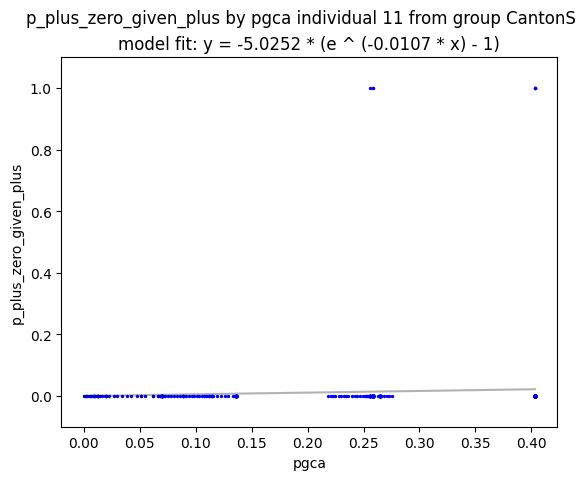 p_plus_zero_given_plus by pgca individual 11 from group CantonS
model fit: y = -5.0252 * (e ^ (-0.0107 * x) - 1)
1.0
0.8
0.6
0.4
0.2
0.0
p_plus_zero_given_plus
0.00 0.05 0.10 0.15 0.20 0.25 0.30 0.35 0.40
pgca